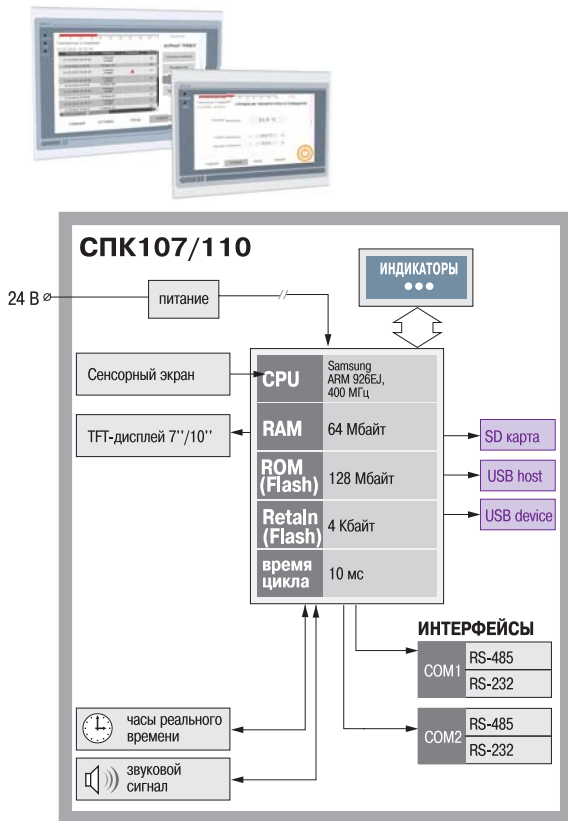 СПК107/110
ИНДИКАТОРЫ
24 В
питание
Сенсорный экран
TFT-дисплей 7''/10''
CPU
Samsung
ARM 926EJ,
400 МГц
RAM
64 Мбайт
ROM
(Flash)
128 Мбайт
Retain
(Flash)
4 Кбайт
время
цикла
10 мс
SD карта
USB host
USB device
ИНТЕРФЕЙСЫ
COM1
RS-485
RS-232
COM2
RS-485
RS-232
часы реального
времени
звуковой
сигнал